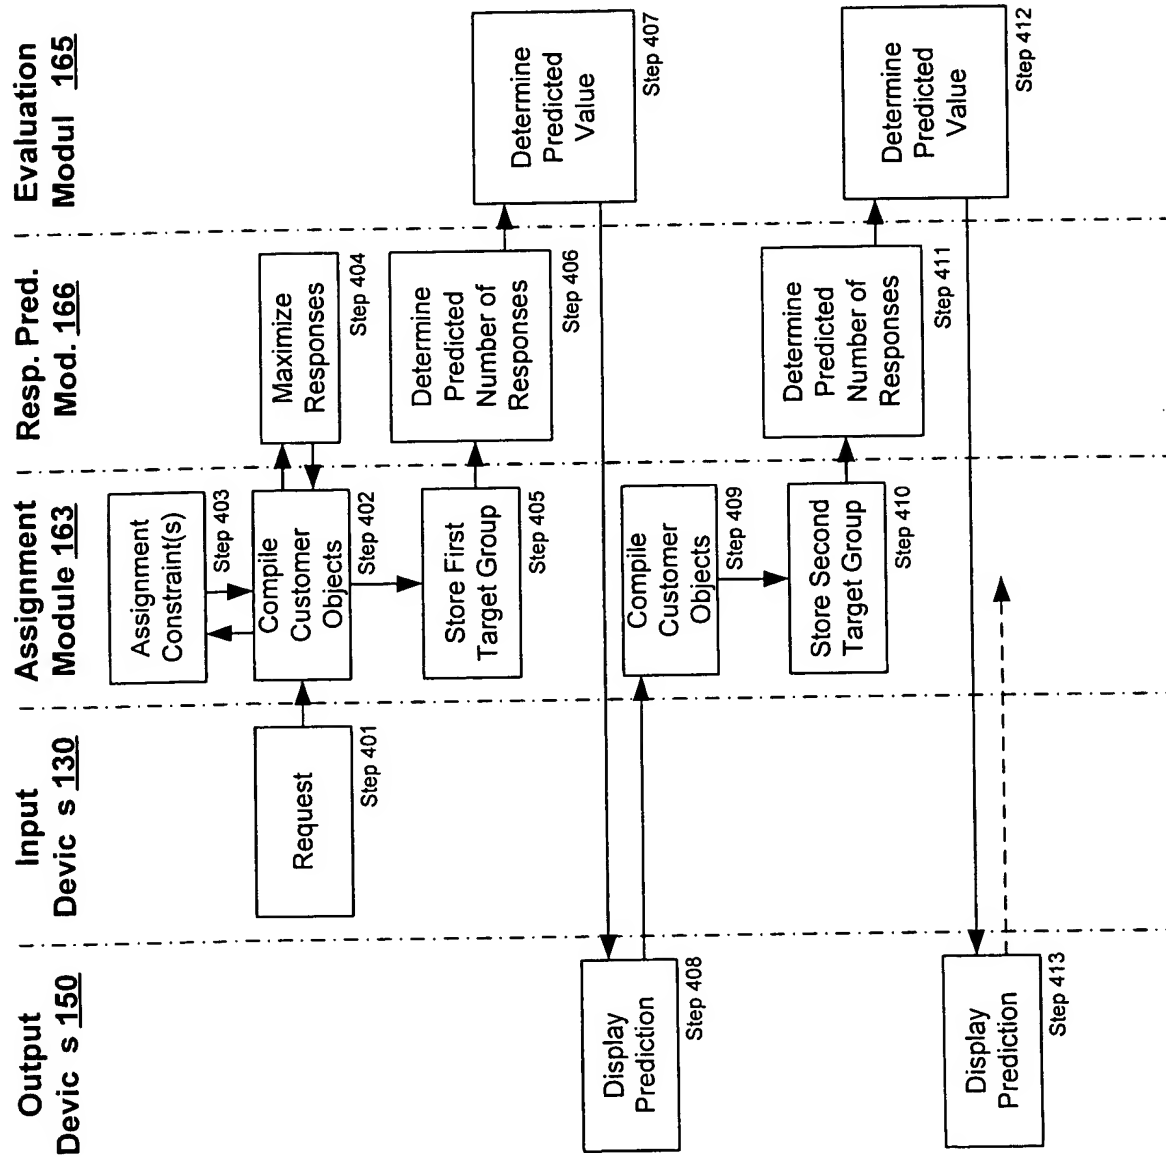 Output
Devic s 150
Input
Devic s 130
Assignment
Module 163
Resp. Pred.
Mod. 166
Evaluation
Modul 165
Assignment
Constraint(s)
Step 403
Request
Step 401
Compile
Customer
Objects
Step 402
Maximize
Responses
Step 404
Store First
Target Group
Step 405
Determine
Predicted
Number of
Responses
Step 406
Determine
Predicted
Value
Step 407
Display
Prediction
Step 408
Compile
Customer
Objects
Step 409
Store Second
Target Group
Step 410
Determine
Predicted
Number of
Responses
Step 411
Determine
Predicted
Value
Step 412
Display
Prediction
Step 413